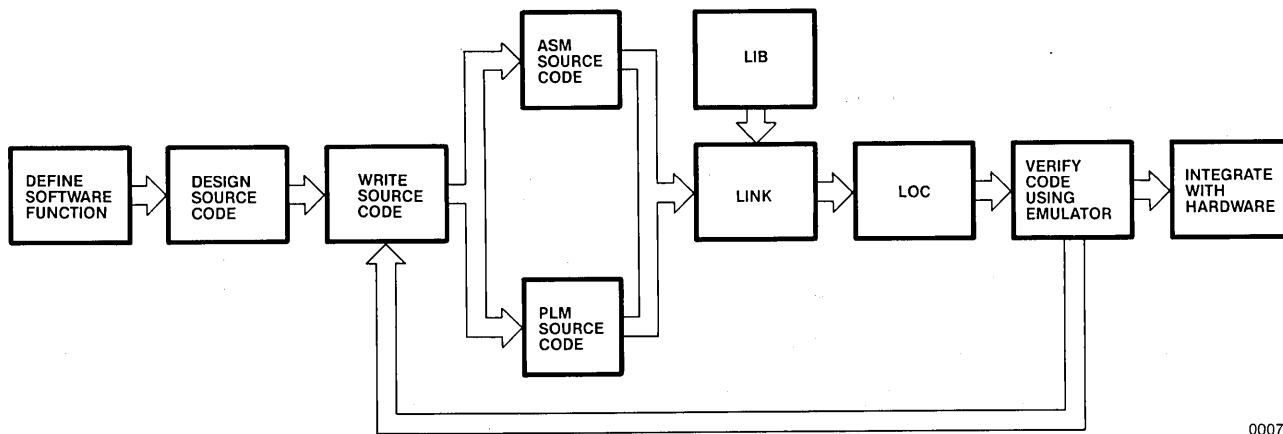 DEFINE
SOFTWARE
FUNCTION
DESIGN
SOURCE
CODE
WRITE
SOURCE
CODE
ASM
SOURCE
CODE
PLM
SOURCE
CODE
LIB
LINK
LOC
VERIFY
CODE
USING
EMULATOR
INTEGRATE
WITH
HARDWARE
0007